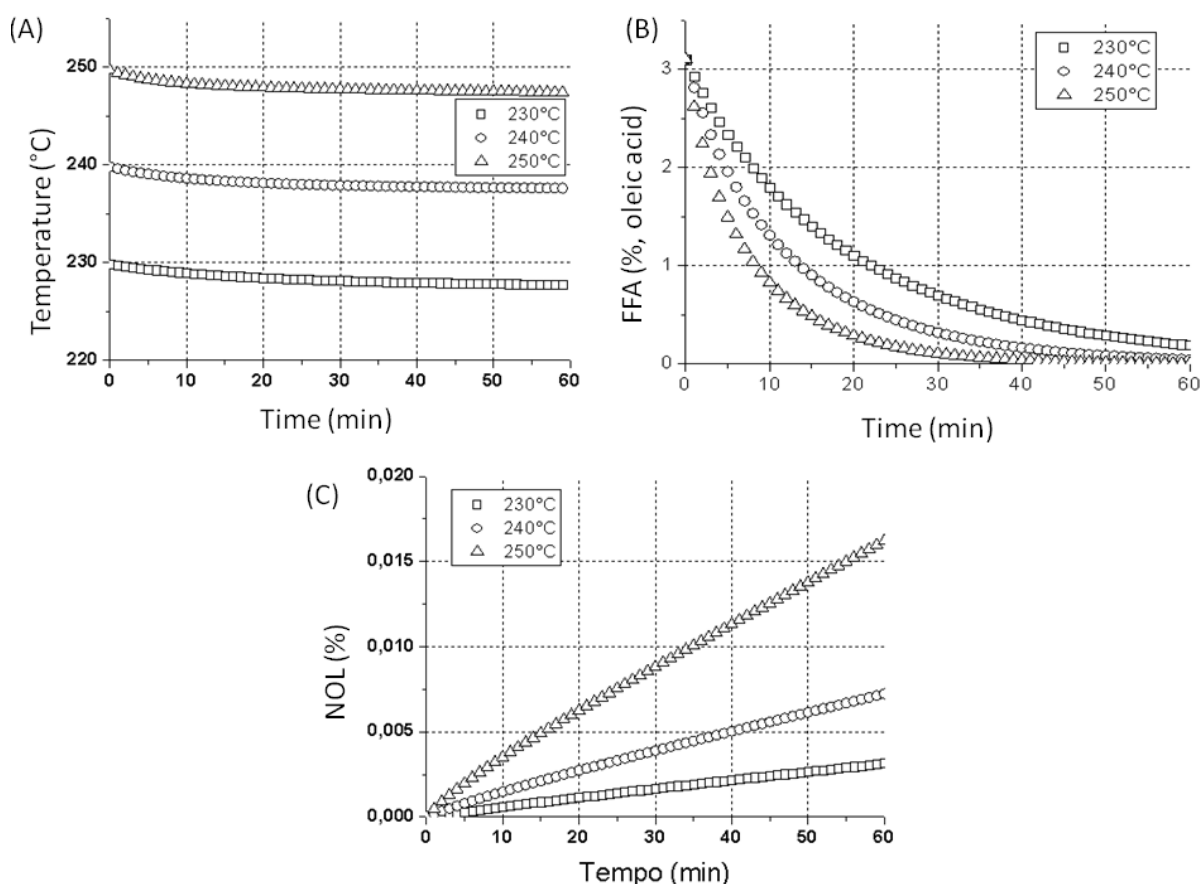 (A)
Temperature (°C)
250
240
230
220
230°C
240°C
250°C
0 10 20 30 40 50 60
Time (min)
(B)
FFA (%, oleic acid)
3
2
1
0
230°C
240°C
250°C
0 10 20 30 40 50 60
Time (min)
(C)
NOL (%)
0,020
0,015
0,010
0,005
0,000
230°C
240°C
250°C
0 10 20 30 40 50 60
Tempo (min)